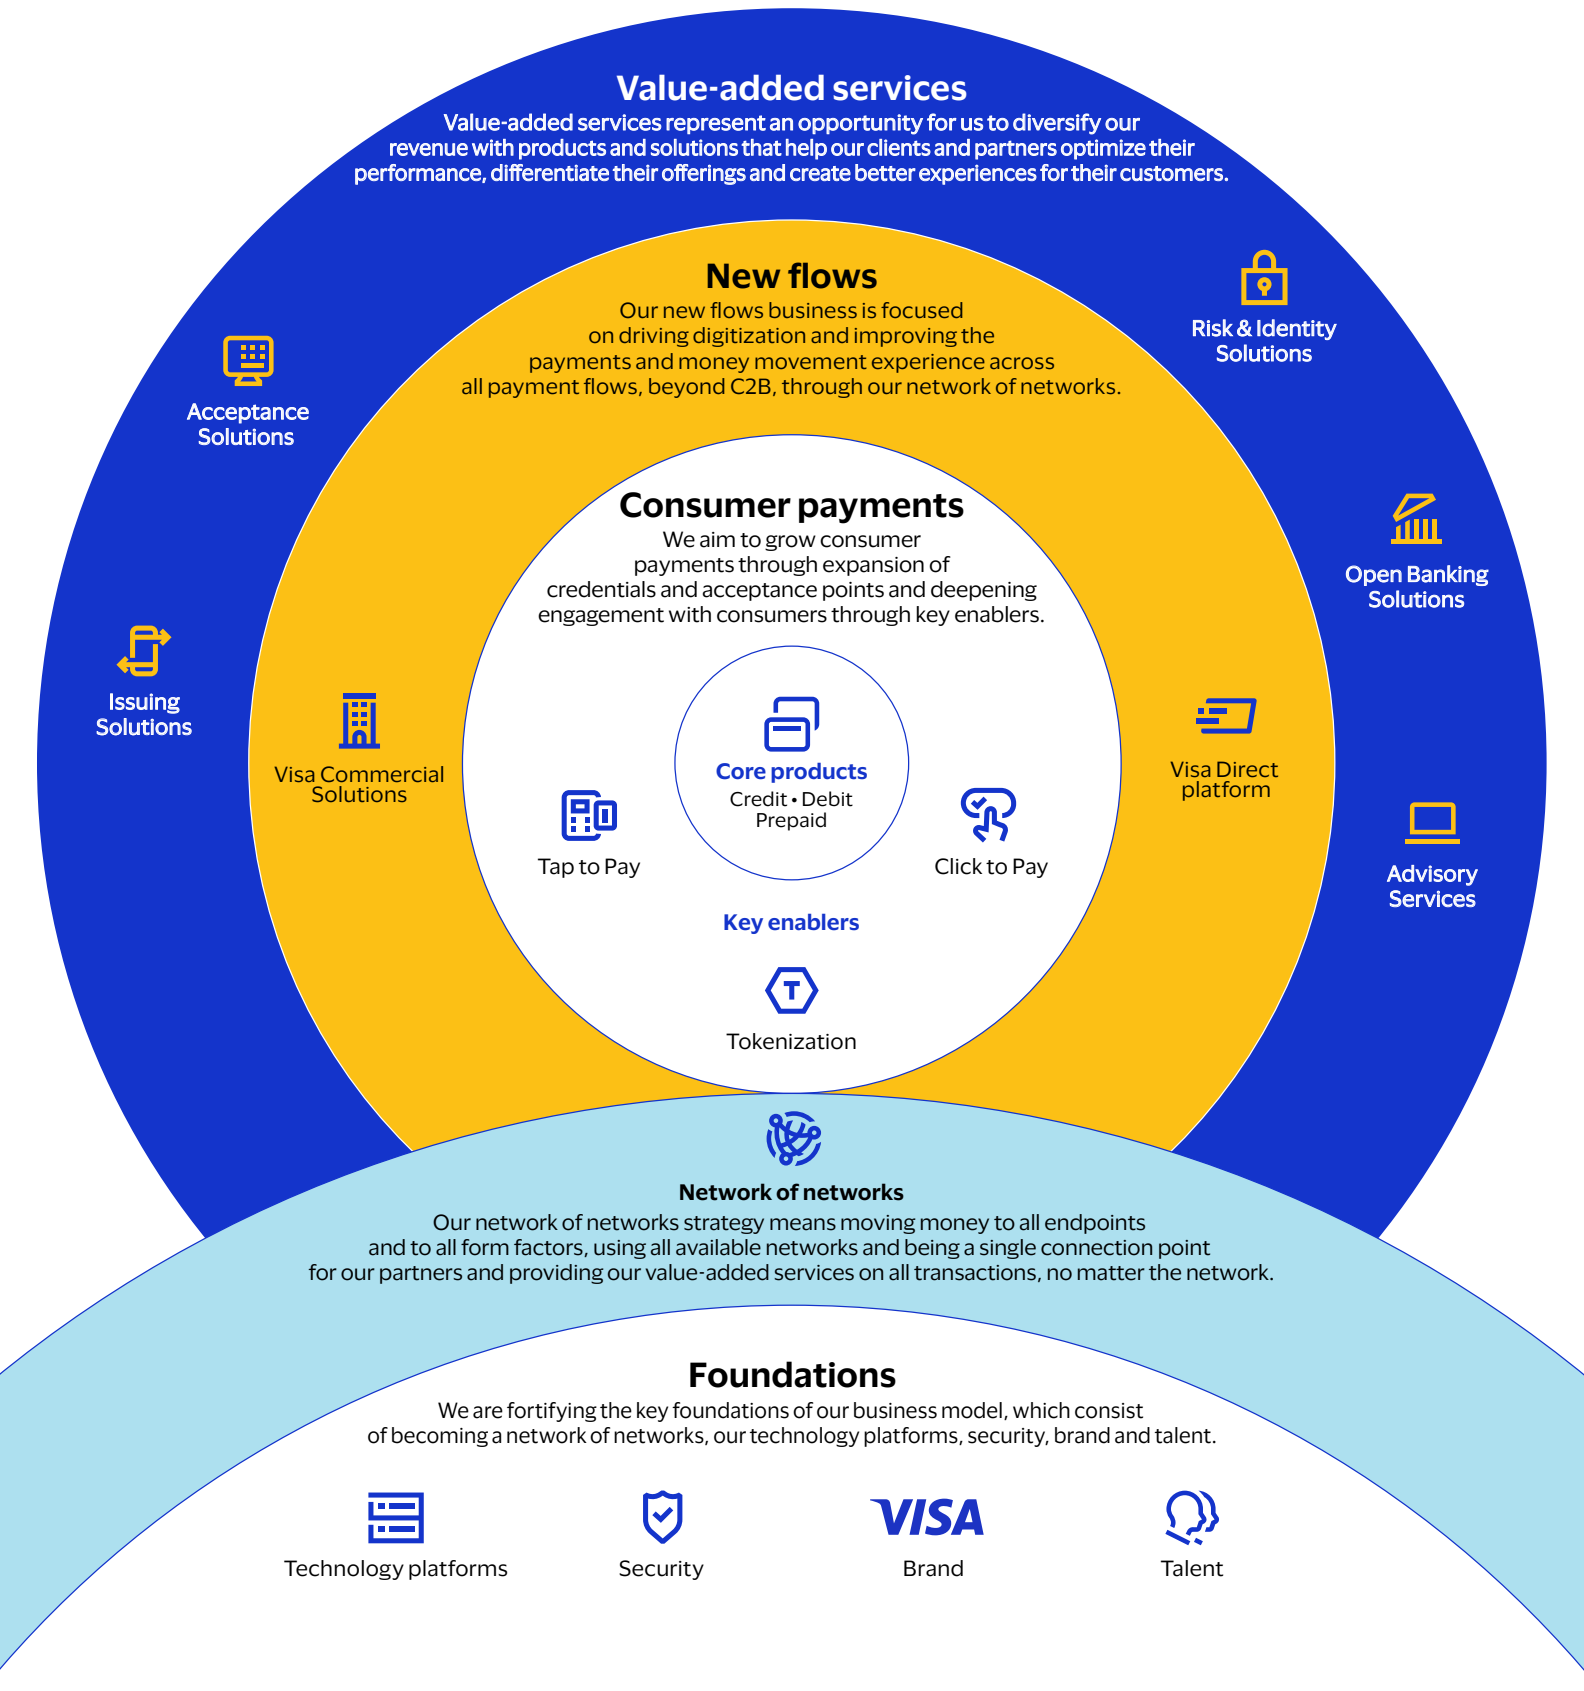 Value-added services
Value-added services represent an opportunity for us to diversify our
revenue with products and solutions that help our clients and partners optimize their
performance, differentiate their offerings and create better experiences for their customers.
New flows
Our new flows business is focused
on driving digitization and improving the
payments and money movement experience across
all payment flows, beyond C2B, through our network of networks.
Risk & Identity
Solutions
Acceptance
Solutions
Consumer payments
We aim to grow consumer
payments through expansion of
credentials and acceptance points and deepening
engagement with consumers through key enablers.
Open Banking
Solutions
Issuing
Solutions
Visa Commercial
Solutions
Core products
Credit • Debit
Prepaid
Visa Direct
platform
Tap to Pay
Click to Pay
Advisory
Services
Key enablers
T
Tokenization
Network of networks
Our network of networks strategy means moving money to all endpoints
and to all form factors, using all available networks and being a single connection point
for our partners and providing our value-added services on all transactions, no matter the network.
Foundations
We are fortifying the key foundations of our business model, which consist
of becoming a network of networks, our technology platforms, security, brand and talent.
VISA
Technology platforms
Security
Brand
Talent